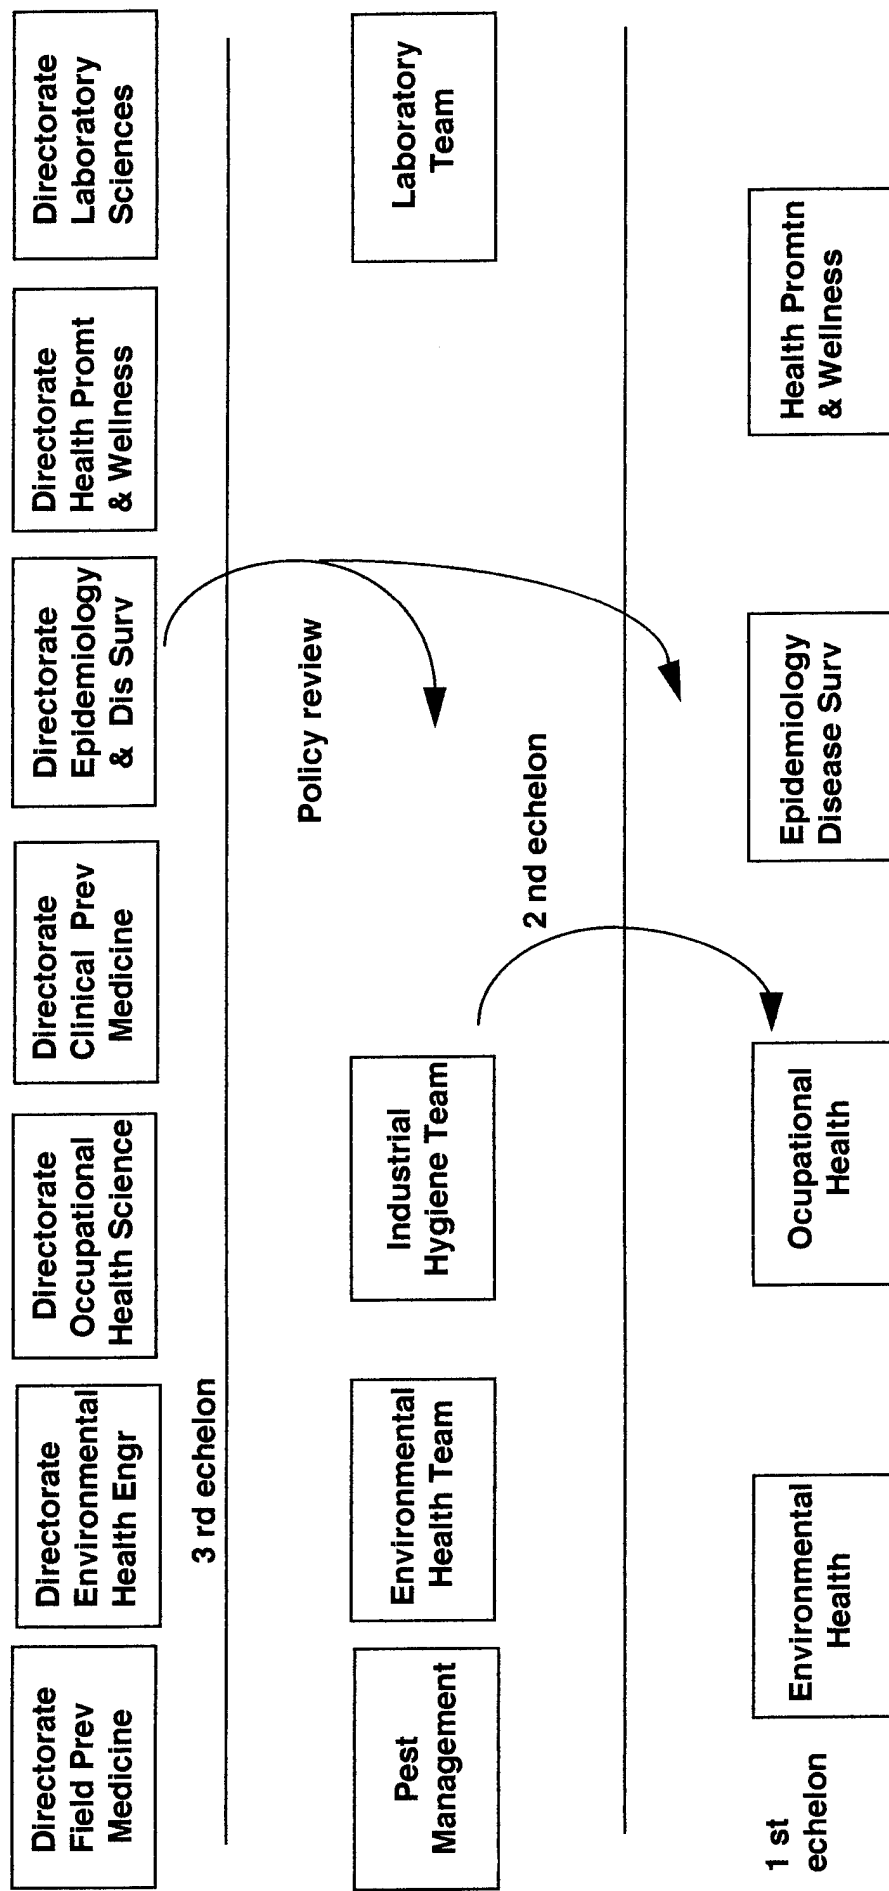 Directorate
Field Prev
Medicine
Directorate
Environmental
Health Engr
Directorate
Occupational
Health Science
Directorate
Clinical Prev
Medicine
Directorate
Epidemiology
& Dis Surv
Directorate
Health Promt
& Wellness
Directorate
Laboratory
Sciences
3 rd echelon
Policy review
Pest
Management
Environmental
Health Team
Industrial
Hygiene Team
Laboratory
Team
2 nd echelon
1 st
echelon
Environmental
Health
Ocupational
Health
Epidemiology
Disease Surv
Health Promtn
& Wellness